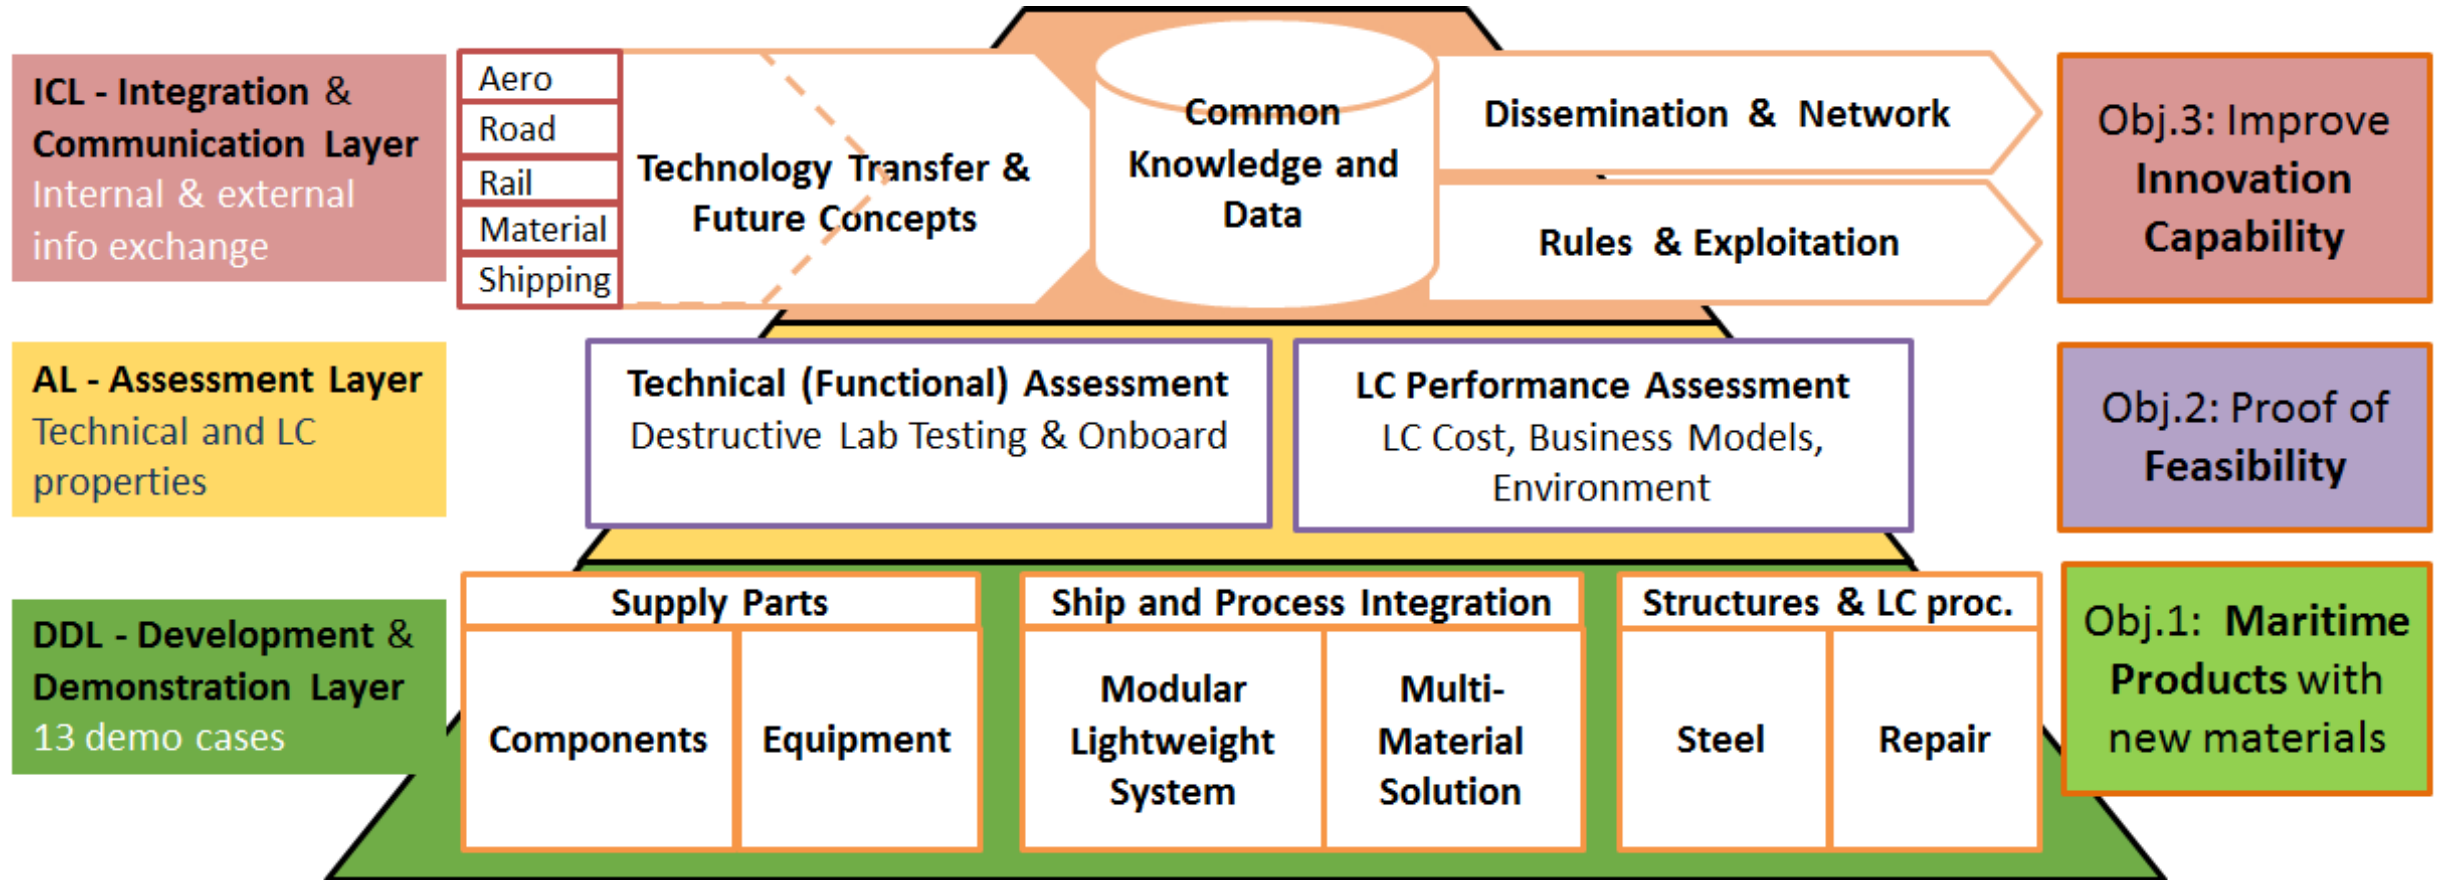 ICL - Integration &
Communication Layer
Internal & external
info exchange
Aero
Road
Rail
Material
Shipping
Technology Transfer &
Future Concepts
Common
Knowledge and
Data
Dissemination & Network
Rules & Exploitation
Obj.3: Improve
Innovation
Capability
AL - Assessment Layer
Technical and LC
properties
Technical (Functional) Assessment
Destructive Lab Testing & Onboard
LC Performance Assessment
LC Cost, Business Models,
Environment
Obj.2: Proof of
Feasibility
DDL - Development &
Demonstration Layer
13 demo cases
Supply Parts
Components
Equipment
Ship and Process Integration
Modular
Lightweight
System
Multi-
Material
Solution
Structures & LC proc.
Steel
Repair
Obj.1: Maritime
Products with
new materials